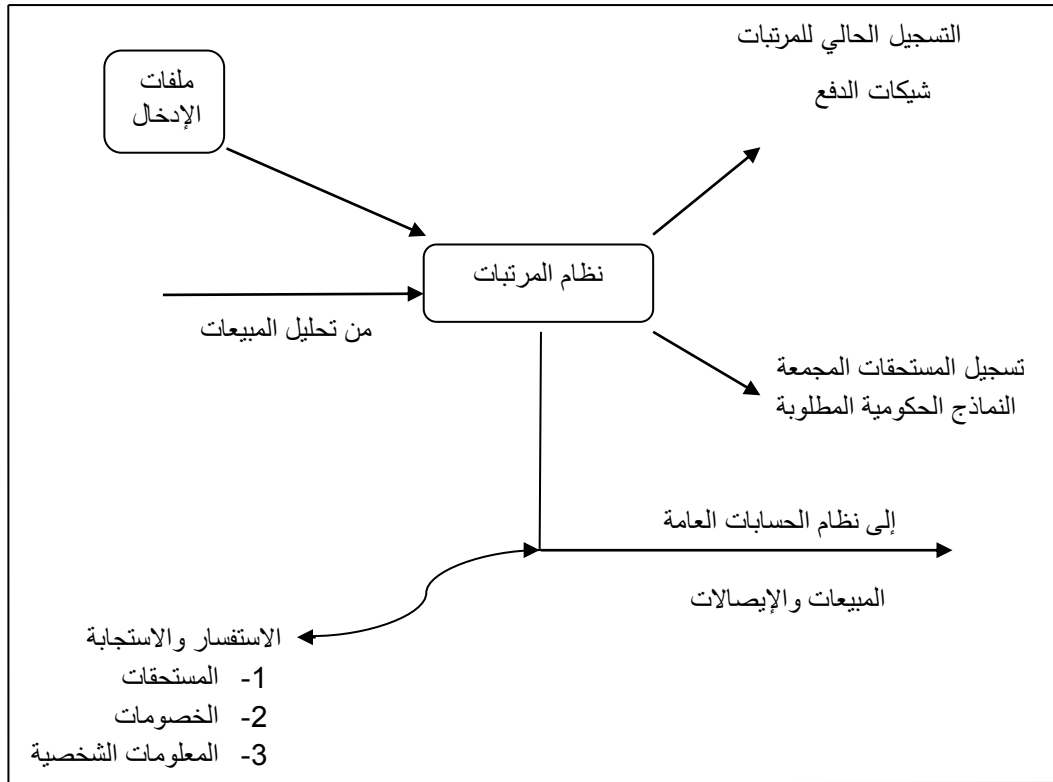 التسجيل الحالي للمرتبات
شيكات الدفع
ملفات
الإدخال
نظام المرتبات
من تحليل المبيعات
تسجيل المستحقات المجمعة
النماذج الحكومية المطلوبة
إلى نظام الحسابات العامة
المبيعات والإيصالات
الاستفسار والاستجابة
1- المستحقات
2- الخصومات
3- المعلومات الشخصية